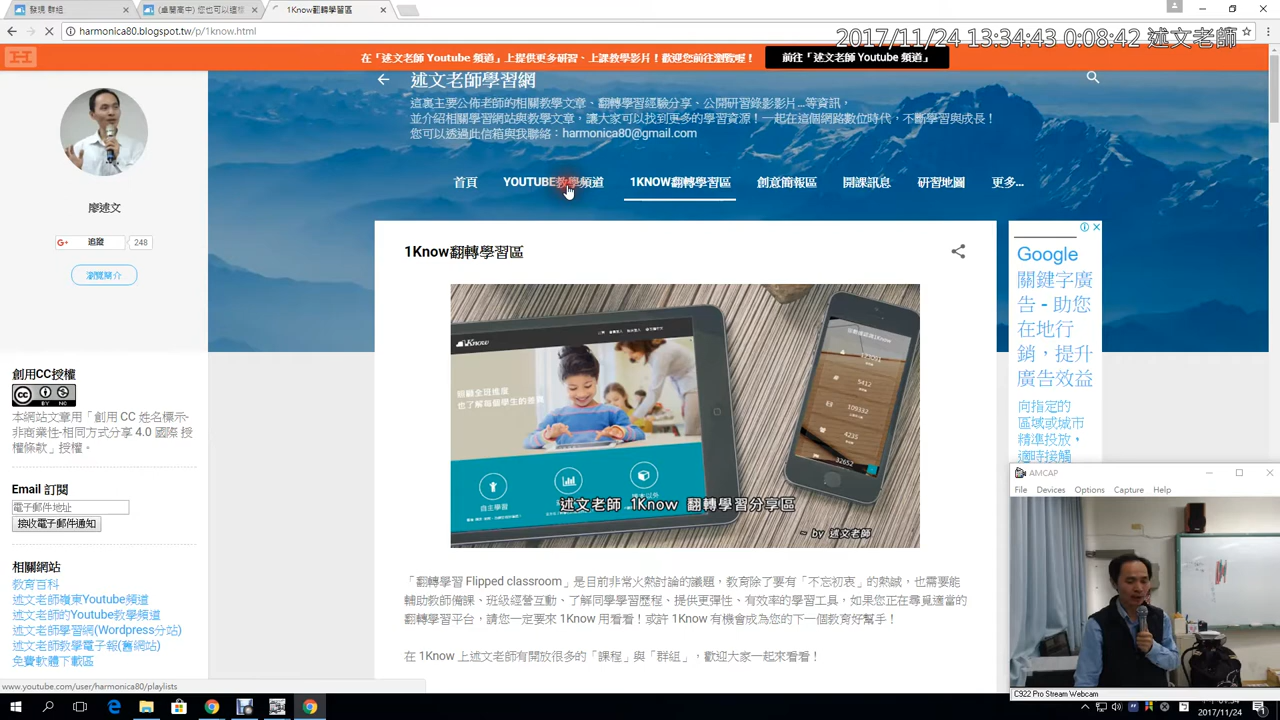 發現 群組
(卓蘭高中) 您也可以這樣
1Know翻轉學習區
harmonica80.blogspot.tw/p/1know.html
2017/11/24 13:34:43 0:08:42 述文老師
在「述文老師 Youtube 頻道」上提供更多研習、上課教學影片！歡迎您前往瀏覽喔！
前往「述文老師 Youtube 頻道」
述文老師學習網
這裏主要公佈老師的相關教學文章、翻轉學習經驗分享、公開研習錄影影片...等資訊，
並介紹相關學習網站與教學文章，讓大家可以找到更多的學習資源！一起在這個網路數位時代，不斷學習與成長！
您可以透過此信箱與我聯絡：harmonica80@gmail.com
首頁
YOUTUBE教學頻道
1KNOW翻轉學習區
創意簡報區
開課訊息
研習地圖
更多...
廖述文
G+ 追蹤 248
瀏覽簡介
創用CC授權
cc BY NC
本網站文章用「創用 CC 姓名標示-
非商業性-相同方式分享 4.0 國際 授
權條款」授權。
Email 訂閱
電子郵件地址
接收電子郵件通知
相關網站
教育百科
述文老師嶺東Youtube頻道
述文老師的Youtube教學頻道
述文老師學習網(Wordpress分站)
述文老師教學電子報(舊網站)
免費軟體下載區
1Know翻轉學習區
1Know
照顧全班進度
也了解每個學生的差異
自主學習
5412
109332
4235
32652
述文老師 1Know 翻轉學習分享區
~ by 述文老師
「翻轉學習 Flipped classroom」是目前非常火熱討論的議題，教育除了要有「不忘初衷」的熱誠，也需要能
輔助教師備課、班級經營互動、了解同學學習歷程、提供更彈性、有效率的學習工具，如果您正在尋覓適當的
翻轉學習平台，請您一定要來 1Know 用看看！或許 1Know 有機會成為您的下一個教育好幫手！
在 1Know 上述文老師有開放很多的「課程」與「群組」，歡迎大家一起來看看！
Google
關鍵字廣
告 - 助您
在地行
銷，提升
廣告效益
向指定的
區域或城市
精準投放，
適時接觸
AMCAP
File Devices Options Capture Help
C922 Pro Stream Webcam
www.youtube.com/user/harmonica80/playlists
2017/11/24